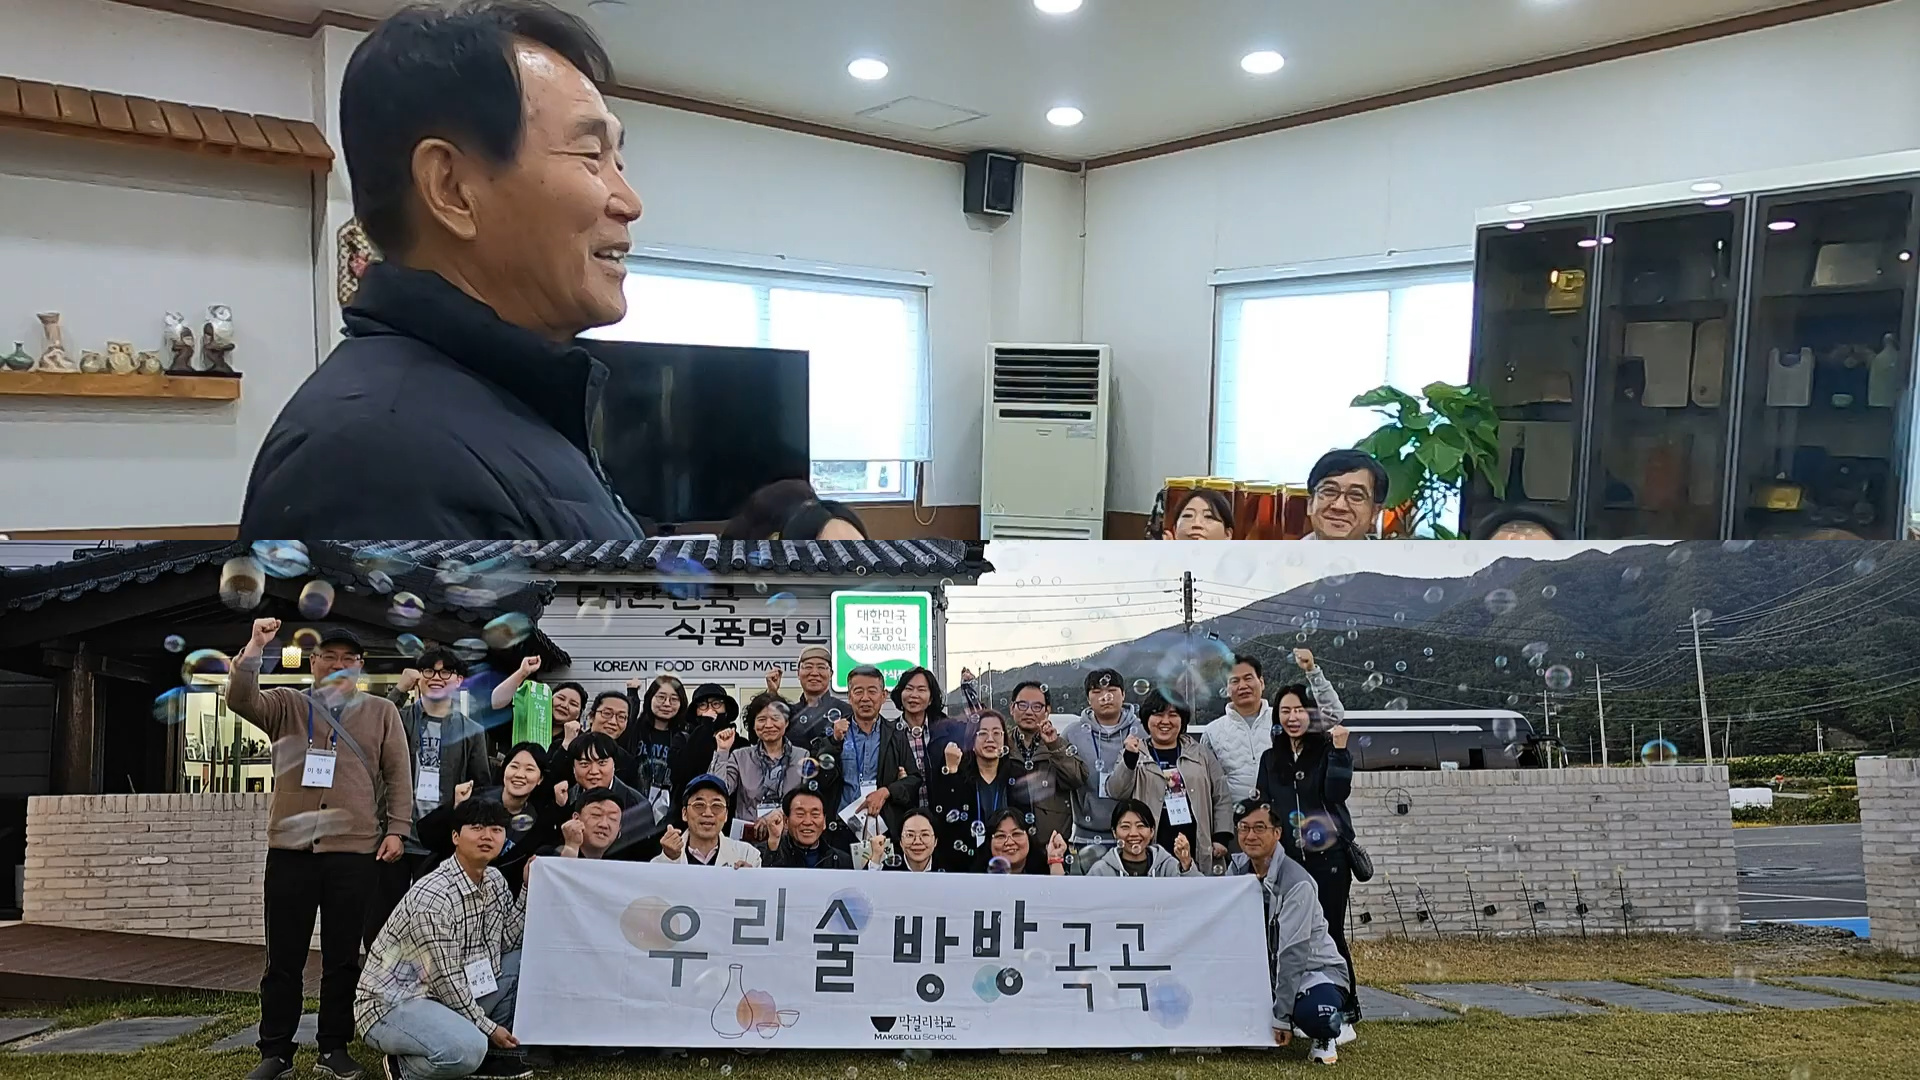 대한민국
식품명인
KOREAN FOOD GRAND MASTER
대한민국
식품명인
KOREA GRAND MASTER
우리술방방곡곡
막걸리학교
MAKGEOLLI SCHOOL